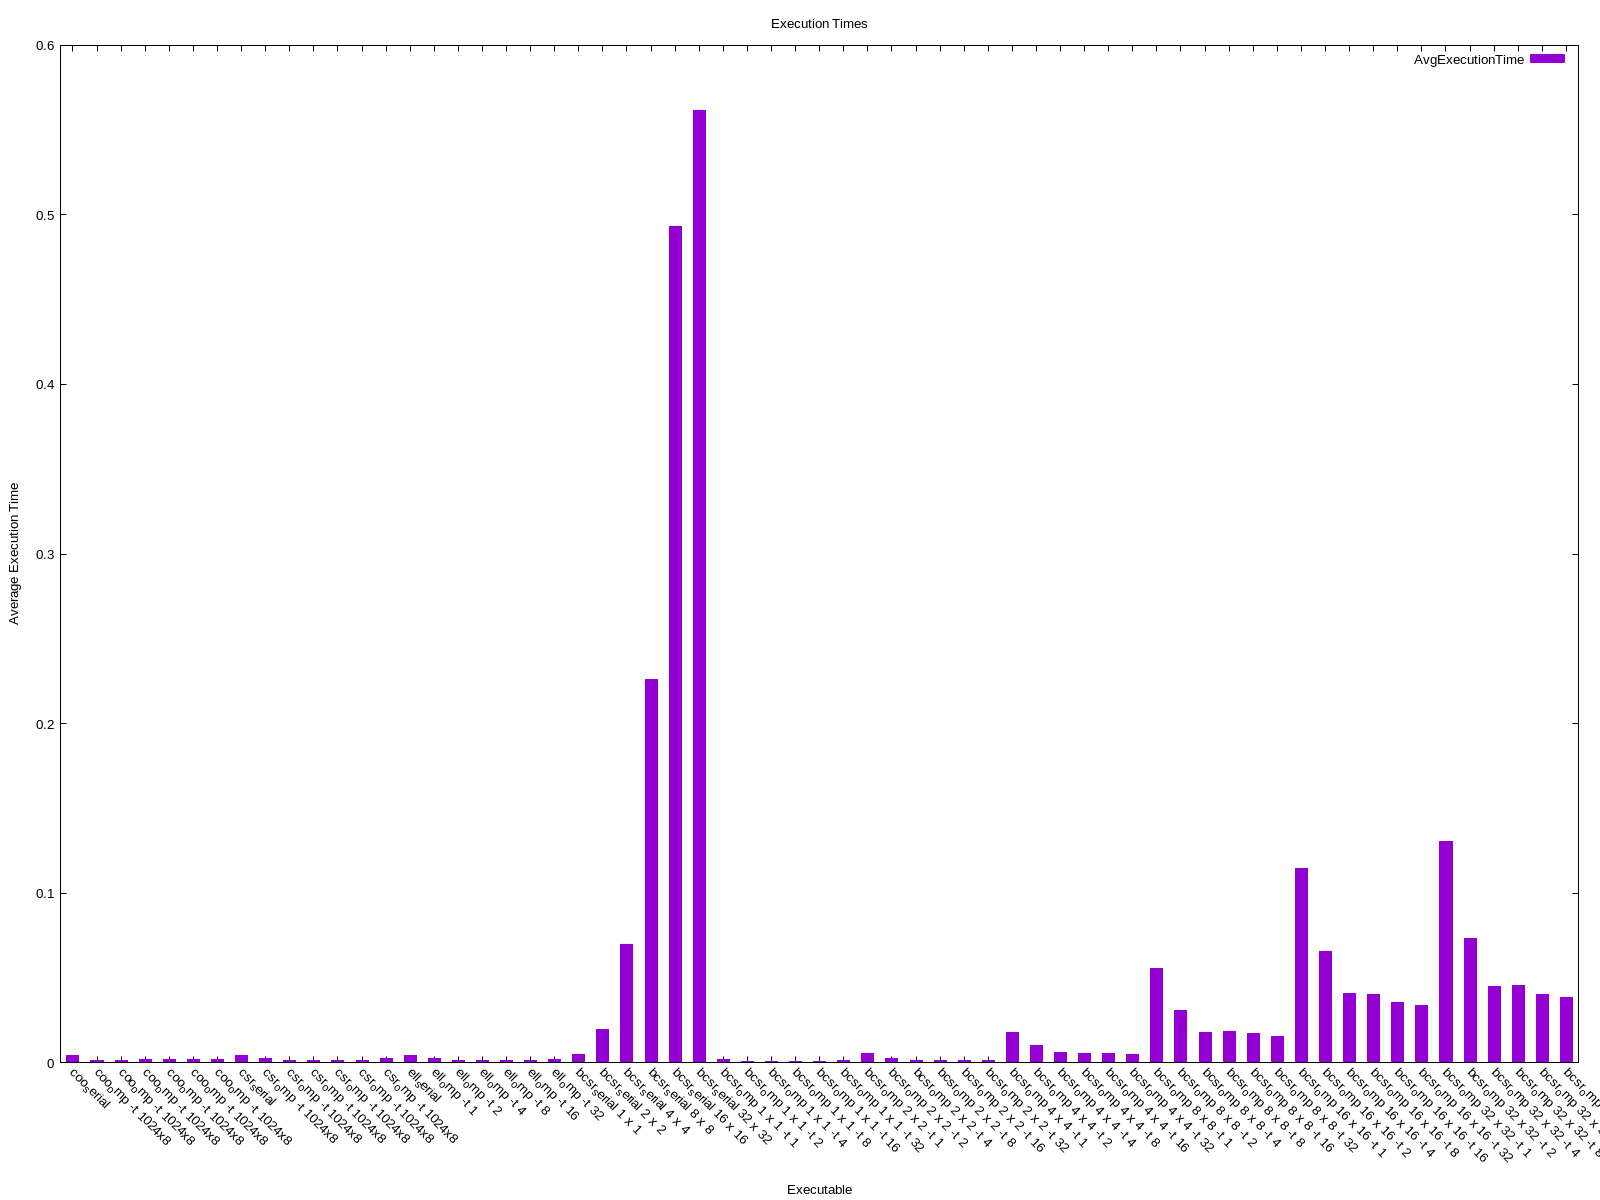 Execution Times
AvgExecutionTime
0.6
0.5
0.4
0.3
0.2
0.1
0
Average Execution Time
coo_serial
coo_omp -t 1024x8
coo_omp -t 1024x8
coo_omp -t 1024x8
coo_omp -t 1024x8
coo_omp -t 1024x8
coo_omp -t 1024x8
csr_serial
csr_omp -t 1024x8
csr_omp -t 1024x8
csr_omp -t 1024x8
csr_omp -t 1024x8
csr_omp -t 1024x8
csr_omp -t 1024x8
ell_serial
ell_omp -t 1
ell_omp -t 2
ell_omp -t 4
ell_omp -t 8
ell_omp -t 16
ell_omp -t 32
bcsr_serial 1 x 1
bcsr_serial 2 x 2
bcsr_serial 4 x 4
bcsr_serial 8 x 8
bcsr_serial 16 x 16
bcsr_serial 32 x 32
bcsr_omp 1 x 1 -t 1
bcsr_omp 1 x 1 -t 2
bcsr_omp 1 x 1 -t 4
bcsr_omp 1 x 1 -t 8
bcsr_omp 1 x 1 -t 16
bcsr_omp 1 x 1 -t 32
bcsr_omp 2 x 2 -t 1
bcsr_omp 2 x 2 -t 2
bcsr_omp 2 x 2 -t 4
bcsr_omp 2 x 2 -t 8
bcsr_omp 2 x 2 -t 16
bcsr_omp 2 x 2 -t 32
bcsr_omp 4 x 4 -t 1
bcsr_omp 4 x 4 -t 2
bcsr_omp 4 x 4 -t 4
bcsr_omp 4 x 4 -t 8
bcsr_omp 4 x 4 -t 16
bcsr_omp 4 x 4 -t 32
bcsr_omp 8 x 8 -t 1
bcsr_omp 8 x 8 -t 2
bcsr_omp 8 x 8 -t 4
bcsr_omp 8 x 8 -t 8
bcsr_omp 8 x 8 -t 16
bcsr_omp 8 x 8 -t 32
bcsr_omp 16 x 16 -t 1
bcsr_omp 16 x 16 -t 2
bcsr_omp 16 x 16 -t 4
bcsr_omp 16 x 16 -t 8
bcsr_omp 16 x 16 -t 16
bcsr_omp 16 x 16 -t 32
bcsr_omp 32 x 32 -t 1
bcsr_omp 32 x 32 -t 2
bcsr_omp 32 x 32 -t 4
bcsr_omp 32 x 32 -t 8
bcsr_omp 32 x
bcsr_omp
Executable